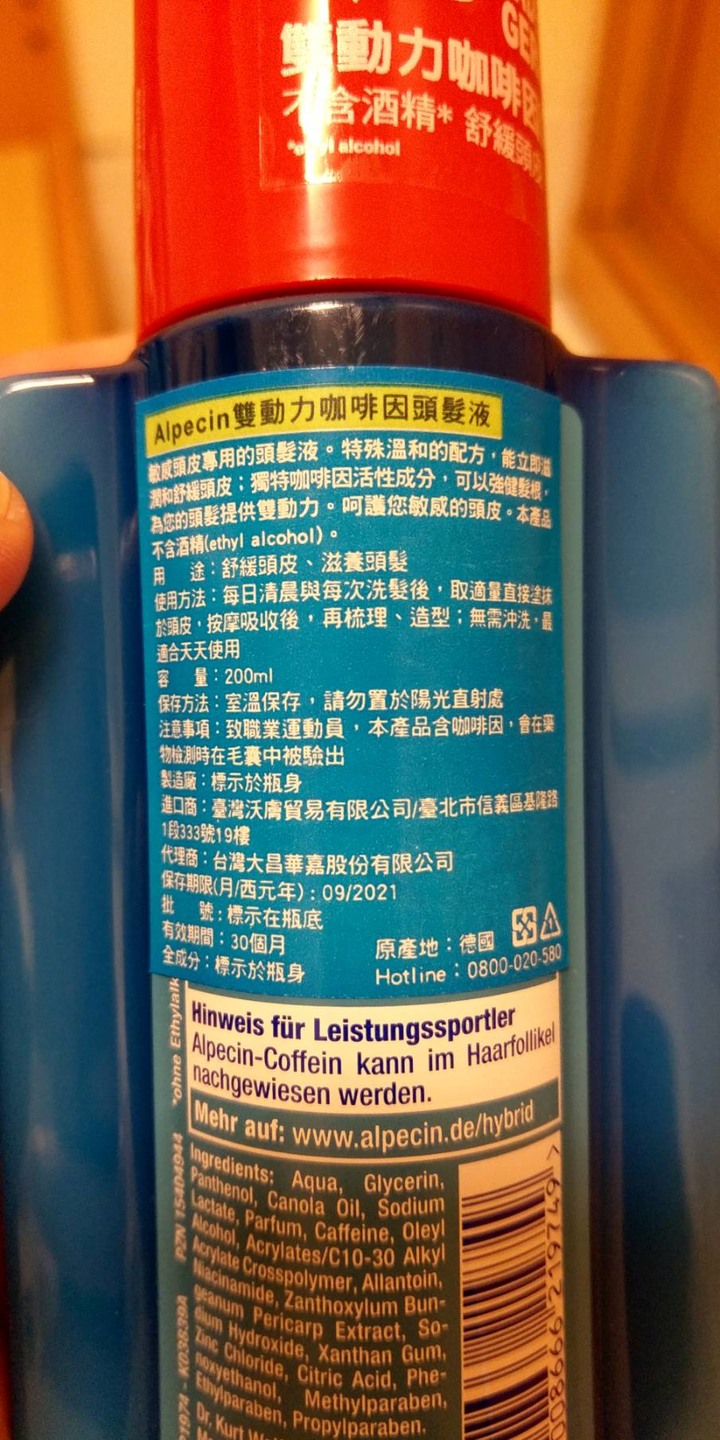 GE
雙動力咖啡因
不含酒精* 舒緩頭皮
alcohol
Alpecin雙動力咖啡因頭髮液
敏感頭皮專用的頭髮液。特殊溫和的配方，能立即滋
潤和舒緩頭皮；獨特咖啡因活性成分，可以強健髮根，
為您的頭髮提供雙動力。呵護您敏感的頭皮。本產品
不含酒精(ethyl alcohol)。
用 途：舒緩頭皮、滋養頭髮
使用方法：每日清晨與每次洗髮後，取適量直接塗抹
於頭皮，按摩吸收後，再梳理、造型；無需沖洗，最
適合天天使用
容 量：200ml
保存方法：室溫保存，請勿置於陽光直射處
注意事項：致職業運動員，本產品含咖啡因，會在藥
物檢測時在毛囊中被驗出
製造廠：標示於瓶身
進口商：臺灣沃膚貿易有限公司/臺北市信義區基隆路
1段333號19樓
代理商：台灣大昌華嘉股份有限公司
保存期限(月/西元年)：09/2021
批 號：標示在瓶底
有效期間：30個月
原產地：德國
全成分：標示於瓶身
Hotline：0800-020-580
Hinweis für Leistungssportler
Alpecin-Coffein kann im Haarfollikel
nachgewiesen werden.
Mehr auf: www.alpecin.de/hybrid
Ingredients: Aqua, Glycerin,
Panthenol, Canola Oil, Sodium
Lactate, Parfum, Caffeine, Oleyl
Alcohol, Acrylates/C10-30 Alkyl
Acrylate Crosspolymer, Allantoin,
Niacinamide, Zanthoxylum Bun-
geanum Pericarp Extract, So-
dium Hydroxide, Xanthan Gum,
Zinc Chloride, Citric Acid, Phe-
noxyethanol, Methylparaben,
Ethylparaben, Propylparaben.
Dr. Kurt
*ohne Ethylalk
PZN 15404944
K03839A
008666 219749 >